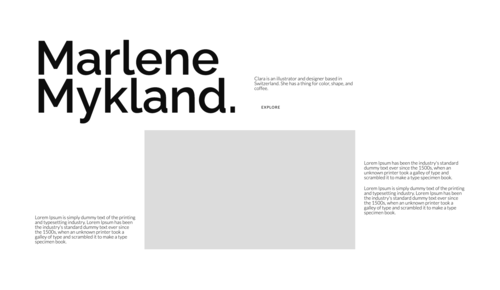 Marlene
Mykland.
Clara is an illustrator and designer based in
Switzerland. She has a thing for color, shape, and
coffee.
EXPLORE
Lorem Ipsum has been the industry's standard
dummy text ever since the 1500s, when an
unknown printer took a galley of type and
scrambled it to make a type specimen book.
Lorem Ipsum is simply dummy text of the printing
and typesetting industry. Lorem Ipsum has been
the industry's standard dummy text ever since
the 1500s, when an unknown printer took a
galley of type and scrambled it to make a type
specimen book.
Lorem Ipsum is simply dummy text of the printing
and typesetting industry. Lorem Ipsum has been
the industry's standard dummy text ever since
the 1500s, when an unknown printer took a
galley of type and scrambled it to make a type
specimen book.